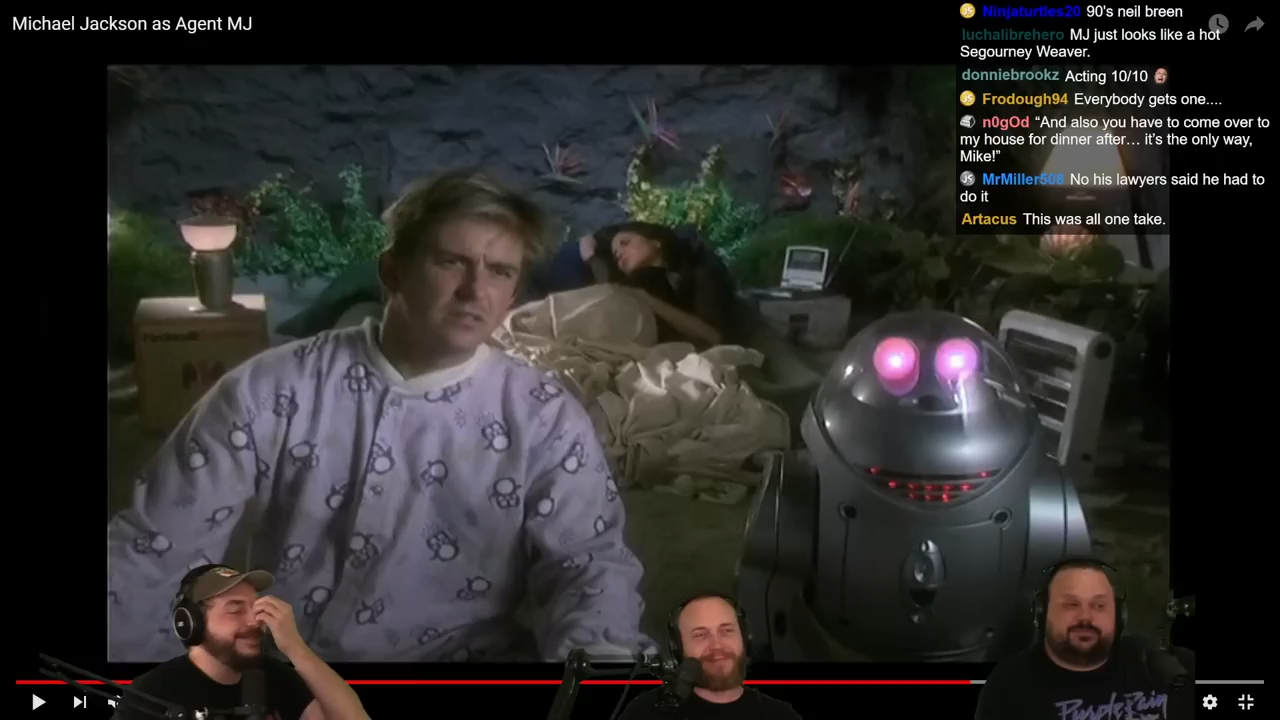 Michael Jackson as Agent MJ
Ninjaturtles20 90's neil breen
luchalibrehero MJ just looks like a hot
Segourney Weaver.
donniebrookz Acting 10/10
Frodough94 Everybody gets one....
n0gOd “And also you have to come over to
my house for dinner after… it’s the only way,
Mike!”
MrMiller508 No his lawyers said he had to
do it
Artacus This was all one take.
Purple Rain